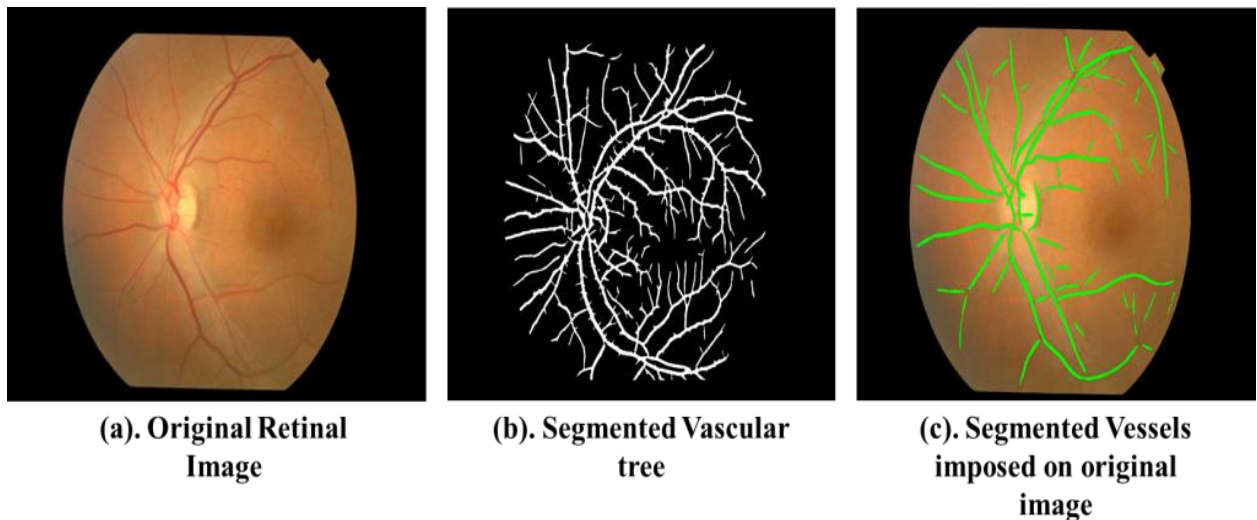 (a). Original Retinal
Image
(b). Segmented Vascular
tree
(c). Segmented Vessels
imposed on original
image